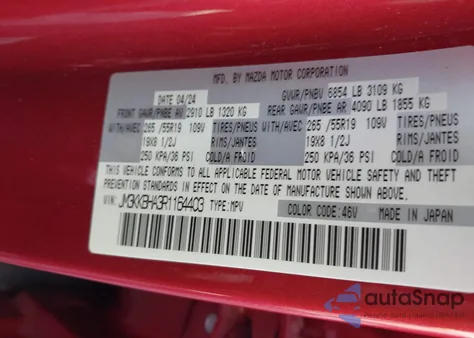 MFD. BY MAZDA MOTOR CORPORATION
DATE 04/24 GVWR/PNBV 6854 LB 3109 KG
FRONT GAWR/PNBE AV 2910 LB 1320 KG REAR GAWR/PNBE AR 4090 LB 1855 KG
WITH/AVEC 265 /55R19 109V TIRES/PNEUS WITH/AVEC 265 /55R19 109V TIRES/PNEUS
19X8 1/2J RIMS/JANTES 19X8 1/2J RIMS/JANTES
250 KPA/36 PSI COLD/A FROID 250 KPA/36 PSI COLD/A FROID
THIS VEHICLE CONFORMS TO ALL APPLICABLE FEDERAL MOTOR VEHICLE SAFETY AND THEFT
PREVENTION STANDARDS IN EFFECT ON THE DATE OF MANUFACTURE SHOWN ABOVE.
VIN: JM3KKBHA3R1164403 TYPE: MPV COLOR CODE: 46V MADE IN JAPAN
autoSnap